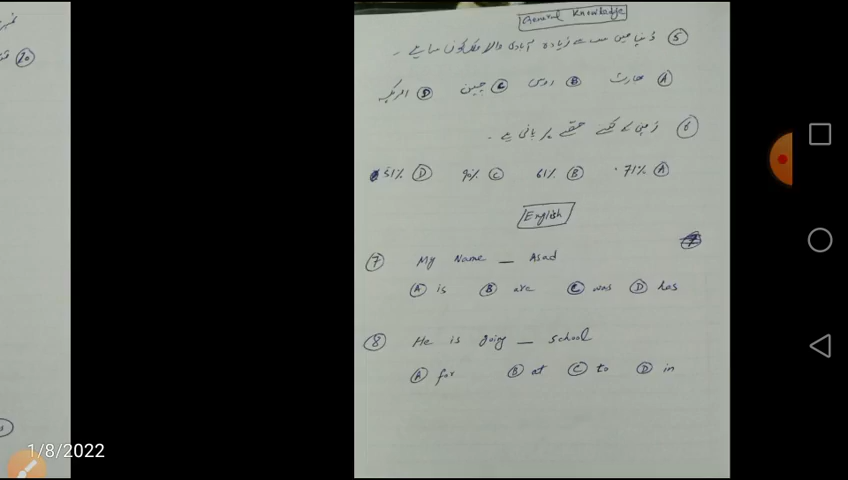 General Knowledge
⑤ دنیا میں سب سے زیادہ آبادی والا ملک کون سا ہے ۔
Ⓐ بھارت Ⓑ روس Ⓒ چین Ⓓ امریکہ
⑥ زمین کے کتنے حصے پر پانی ہے ۔
Ⓐ 71% Ⓑ 61% Ⓒ 90% Ⓓ 51%
English
⑦ My Name __ Asad
Ⓐ is Ⓑ are Ⓒ was Ⓓ has
⑧ He is going __ school
Ⓐ for Ⓑ at Ⓒ to Ⓓ in
⑳
1/8/2022